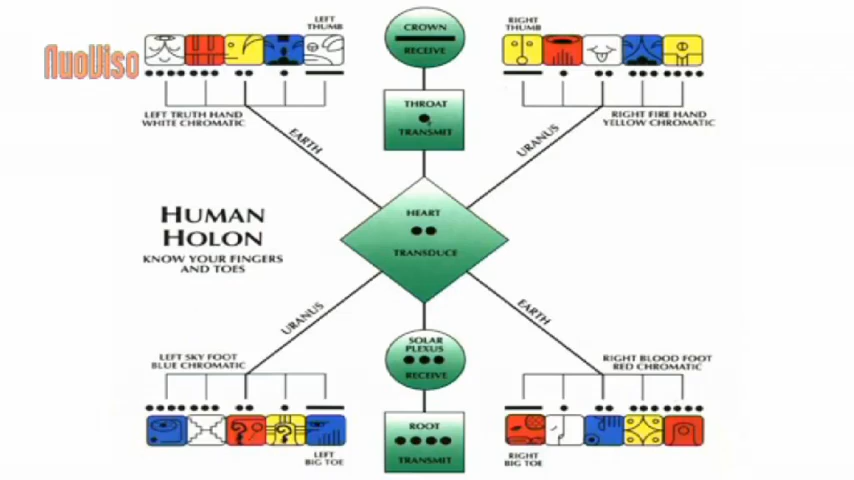 LEFT
THUMB
CROWN
RECEIVE
RIGHT
THUMB
NuoViso
LEFT TRUTH HAND
WHITE CHROMATIC
THROAT
TRANSMIT
RIGHT FIRE HAND
YELLOW CHROMATIC
EARTH
URANUS
HUMAN
HOLON
KNOW YOUR FINGERS
AND TOES
HEART
TRANSDUCE
URANUS
EARTH
LEFT SKY FOOT
BLUE CHROMATIC
SOLAR
PLEXUS
RECEIVE
RIGHT BLOOD FOOT
RED CHROMATIC
LEFT
BIG TOE
ROOT
TRANSMIT
RIGHT
BIG TOE